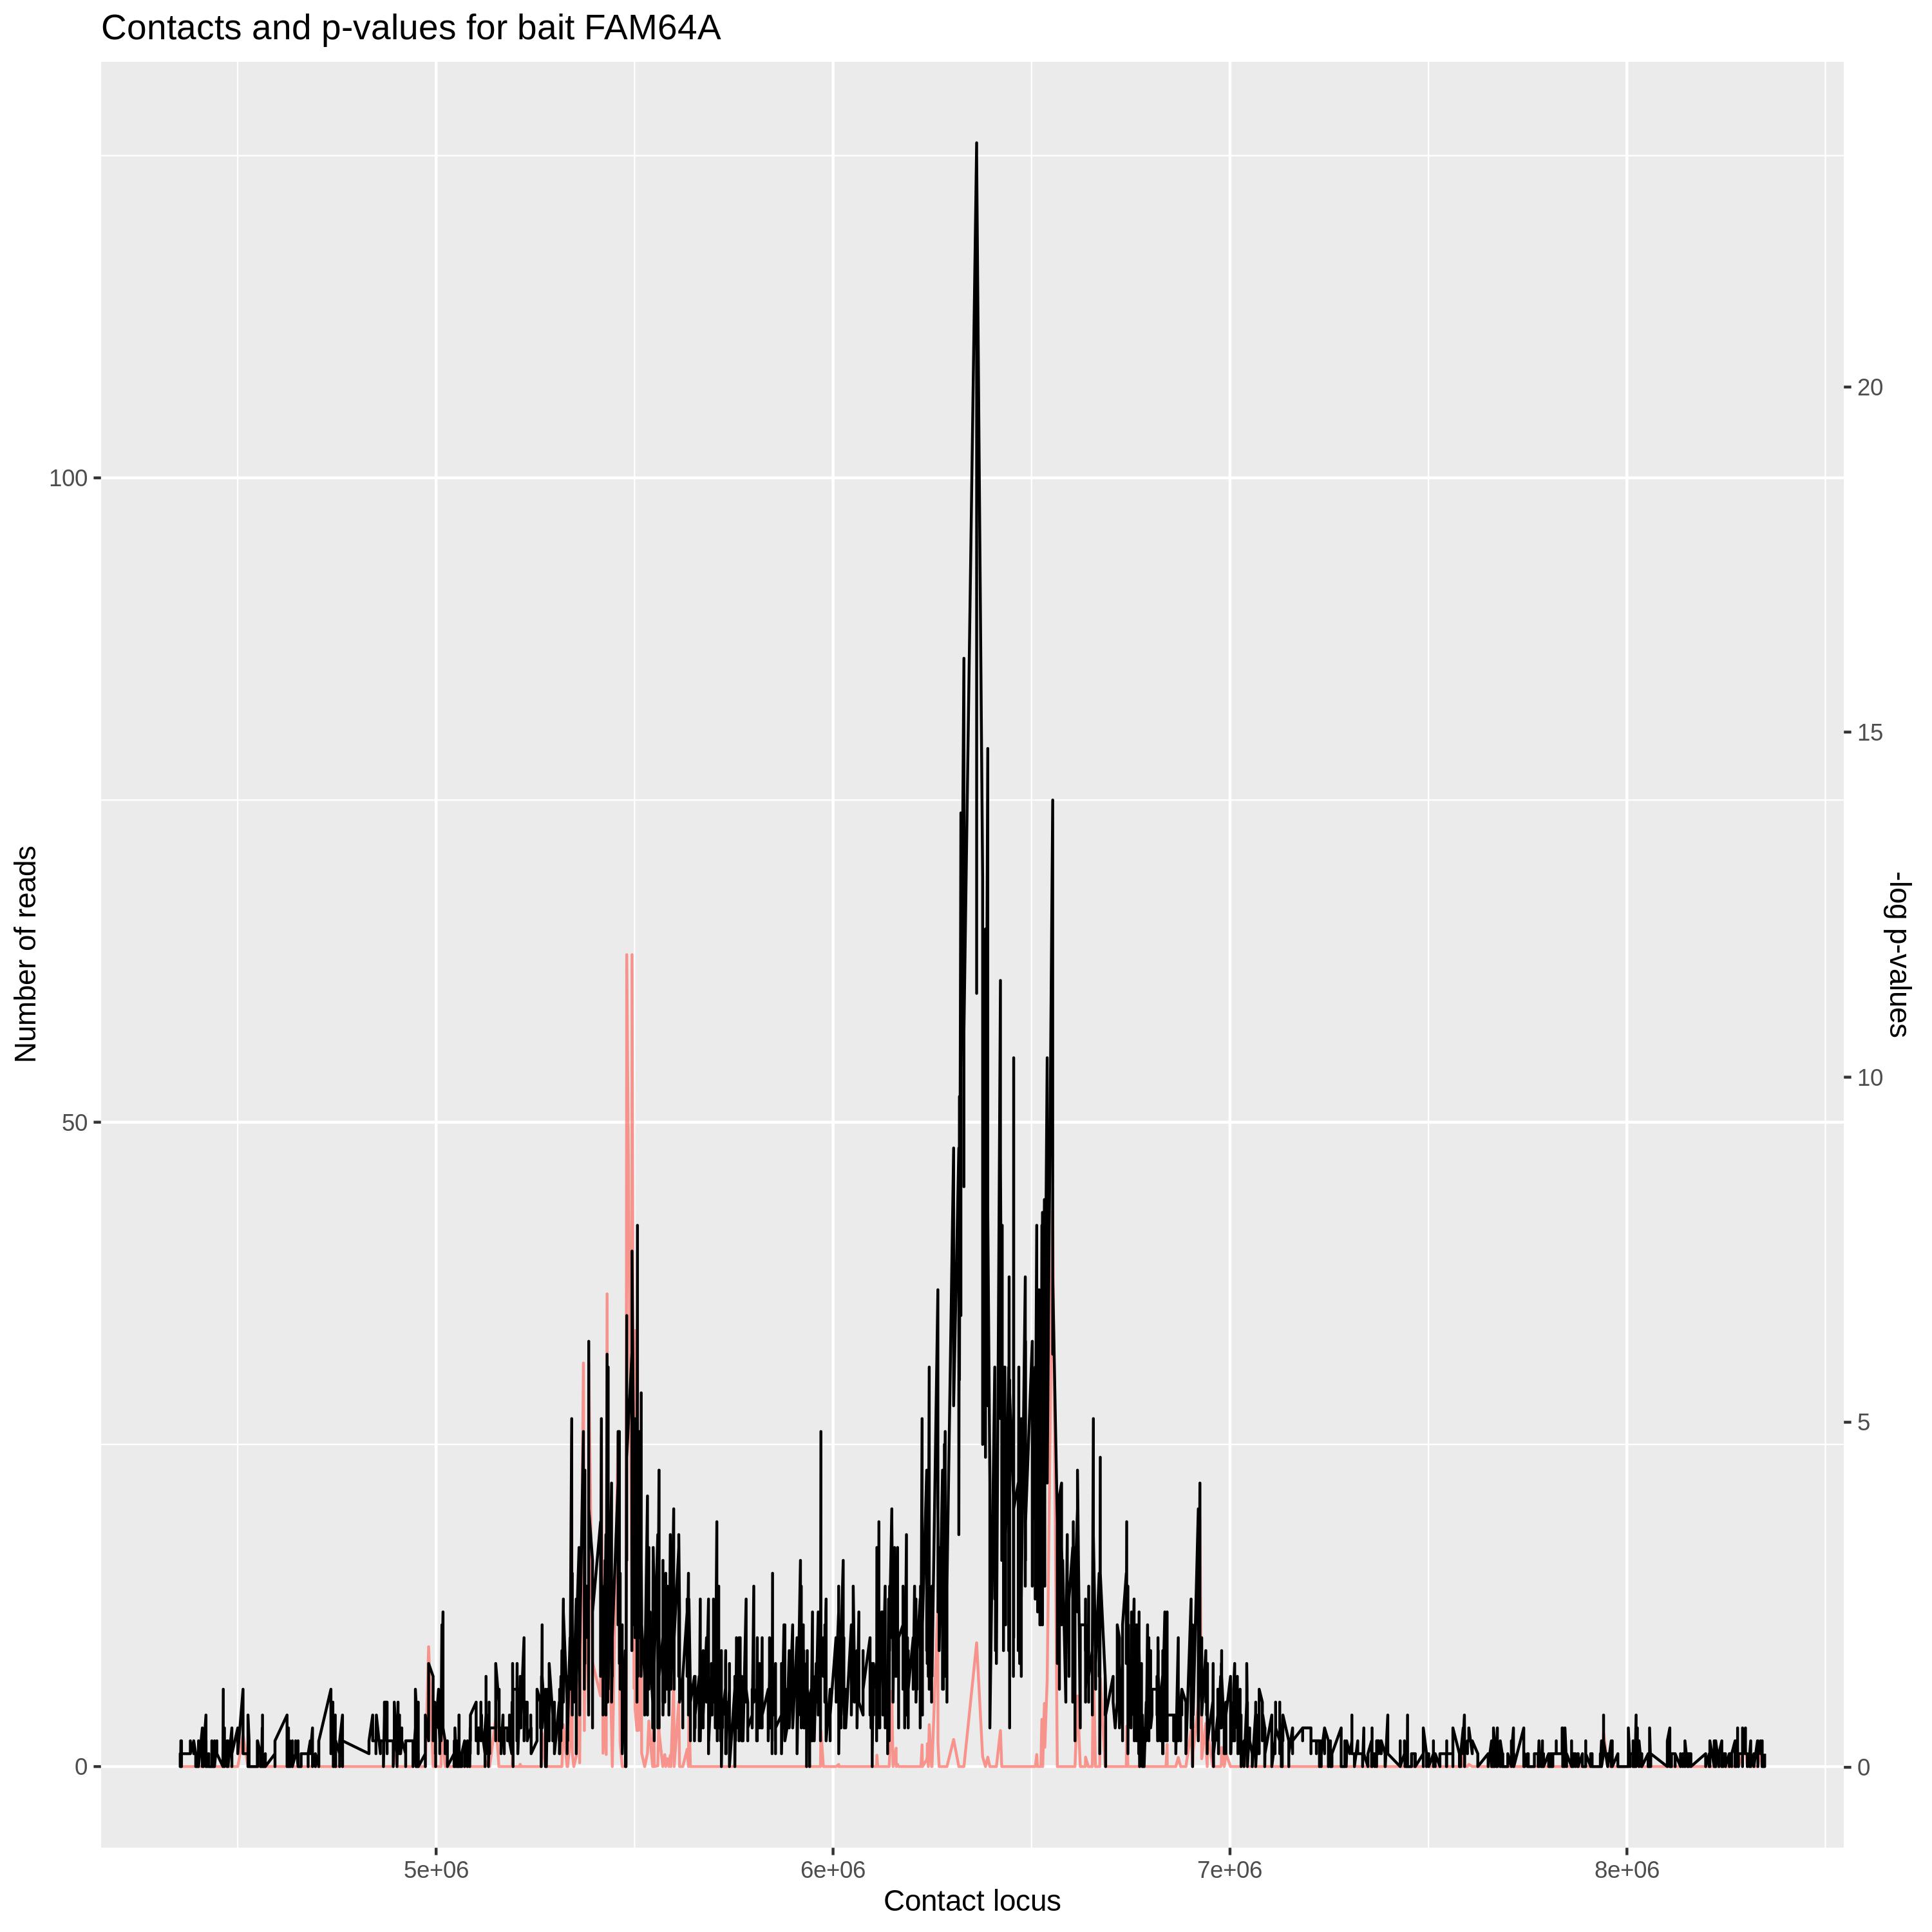 Contacts and p-values for bait FAM64A
Number of reads
100
50
0
20
15
10
5
0
-log p-values
5e+06
6e+06
7e+06
8e+06
Contact locus